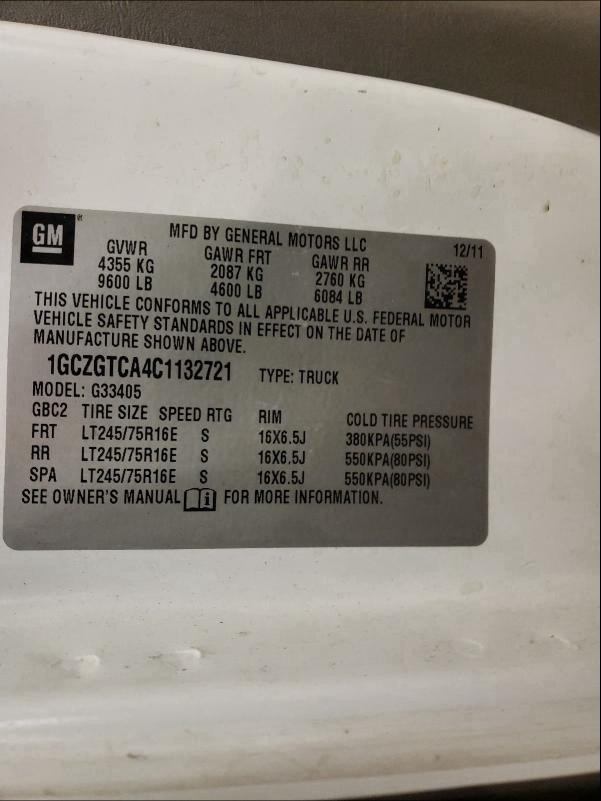 GM®
MFD BY GENERAL MOTORS LLC 12/11
GVWR GAWR FRT GAWR RR
4355 KG 2087 KG 2760 KG
9600 LB 4600 LB 6084 LB
THIS VEHICLE CONFORMS TO ALL APPLICABLE U.S. FEDERAL MOTOR
VEHICLE SAFETY STANDARDS IN EFFECT ON THE DATE OF
MANUFACTURE SHOWN ABOVE.
1GCZGTCA4C1132721 TYPE: TRUCK
MODEL: G33405
GBC2 TIRE SIZE SPEED RTG RIM COLD TIRE PRESSURE
FRT LT245/75R16E S 16X6.5J 380KPA(55PSI)
RR LT245/75R16E S 16X6.5J 550KPA(80PSI)
SPA LT245/75R16E S 16X6.5J 550KPA(80PSI)
SEE OWNER'S MANUAL i FOR MORE INFORMATION.